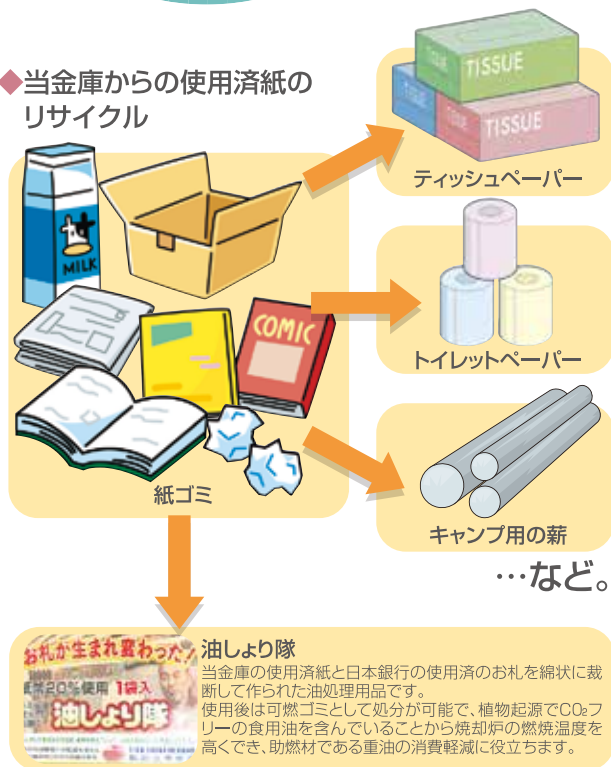 ◆当金庫からの使用済紙の
リサイクル
TISSUE
TISSUE
TISSUE
TISSUE
ティッシュペーパー
MILK
COMIC
トイレットペーパー
紙ゴミ
キャンプ用の薪
…など。
お札が生まれ変わった!
紙幣20%使用 1袋入
油しょり隊
油しょり隊
当金庫の使用済紙と日本銀行の使用済のお札を綿状に裁
断して作られた油処理用品です。
使用後は可燃ゴミとして処分が可能で、植物起源でCO₂フ
リーの食用油を含んでいることから焼却炉の燃焼温度を
高くでき、助燃材である重油の消費軽減に役立ちます。